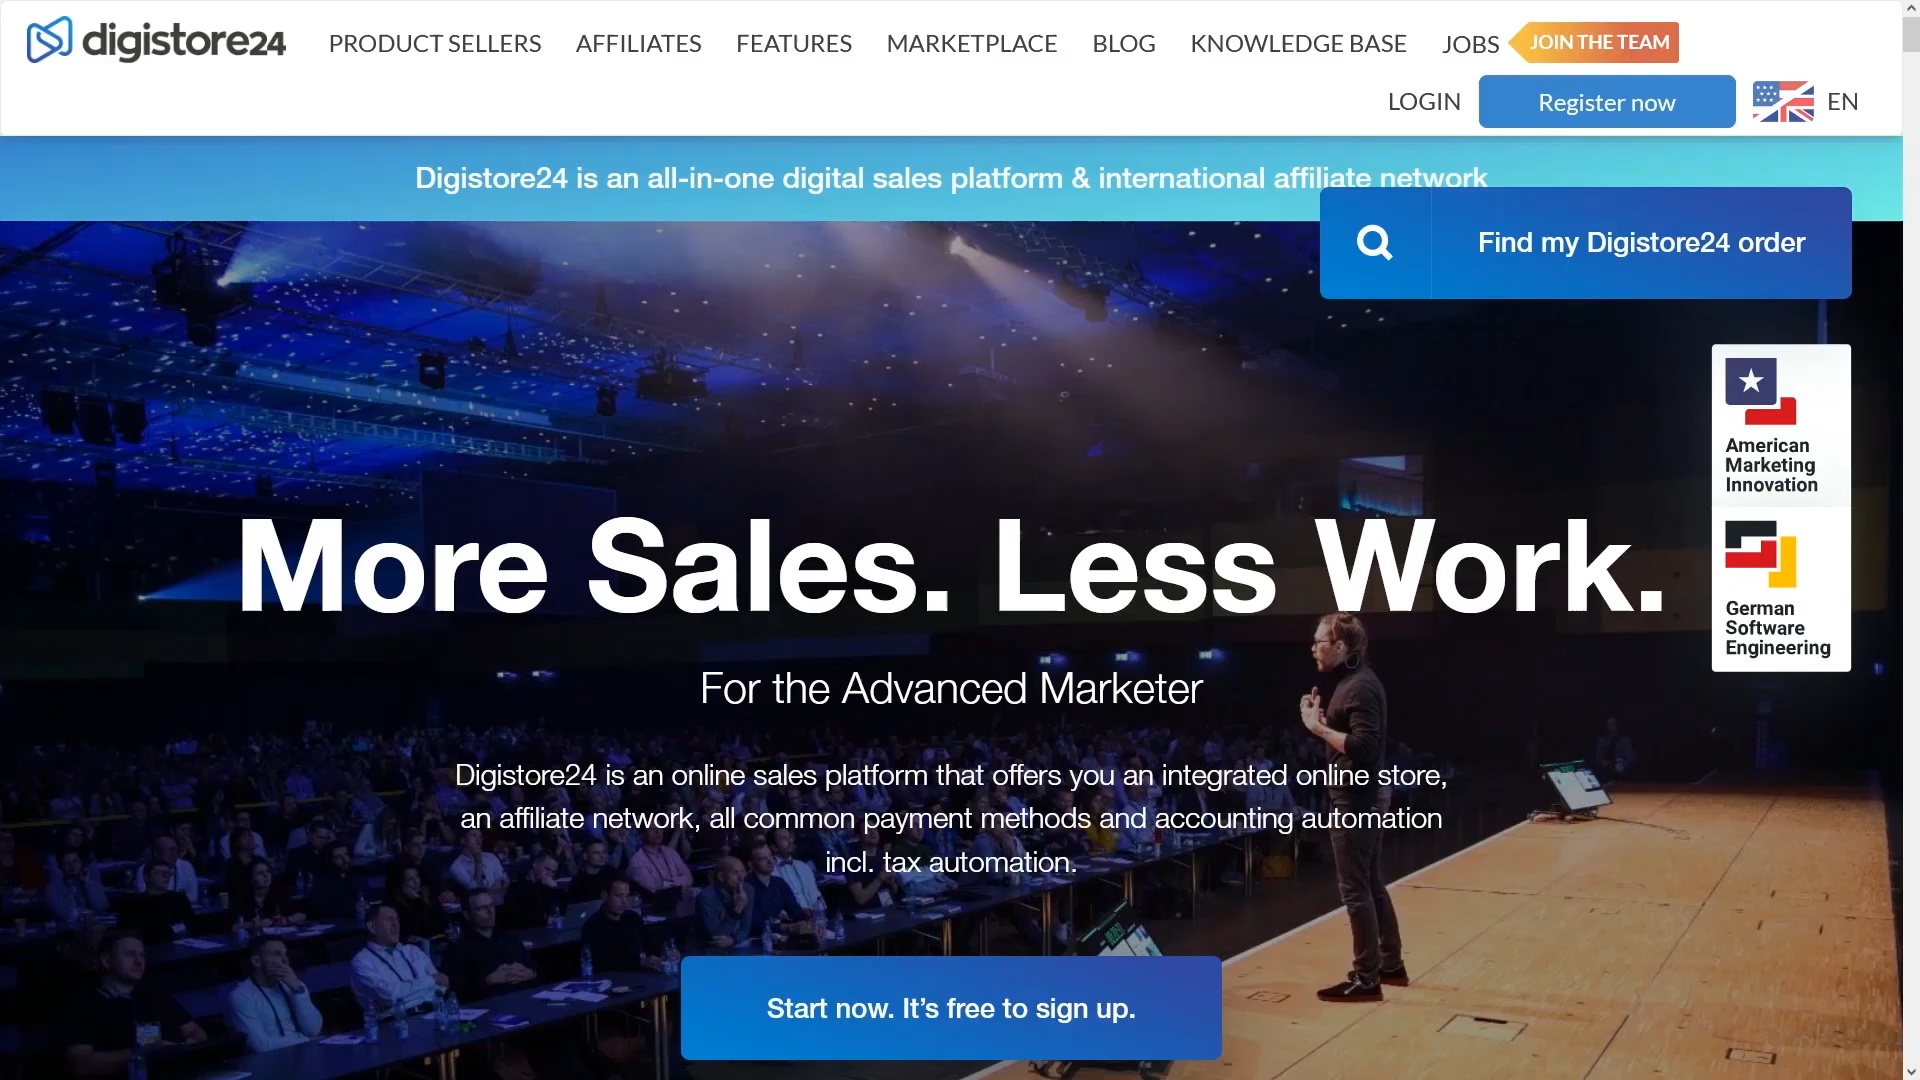 digistore24
PRODUCT SELLERS AFFILIATES FEATURES MARKETPLACE BLOG KNOWLEDGE BASE JOBS JOIN THE TEAM
LOGIN Register now EN
Digistore24 is an all-in-one digital sales platform & international affiliate network
Find my Digistore24 order
American
Marketing
Innovation
German
Software
Engineering
More Sales. Less Work.
For the Advanced Marketer
Digistore24 is an online sales platform that offers you an integrated online store,
an affiliate network, all common payment methods and accounting automation
incl. tax automation.
Start now. It’s free to sign up.